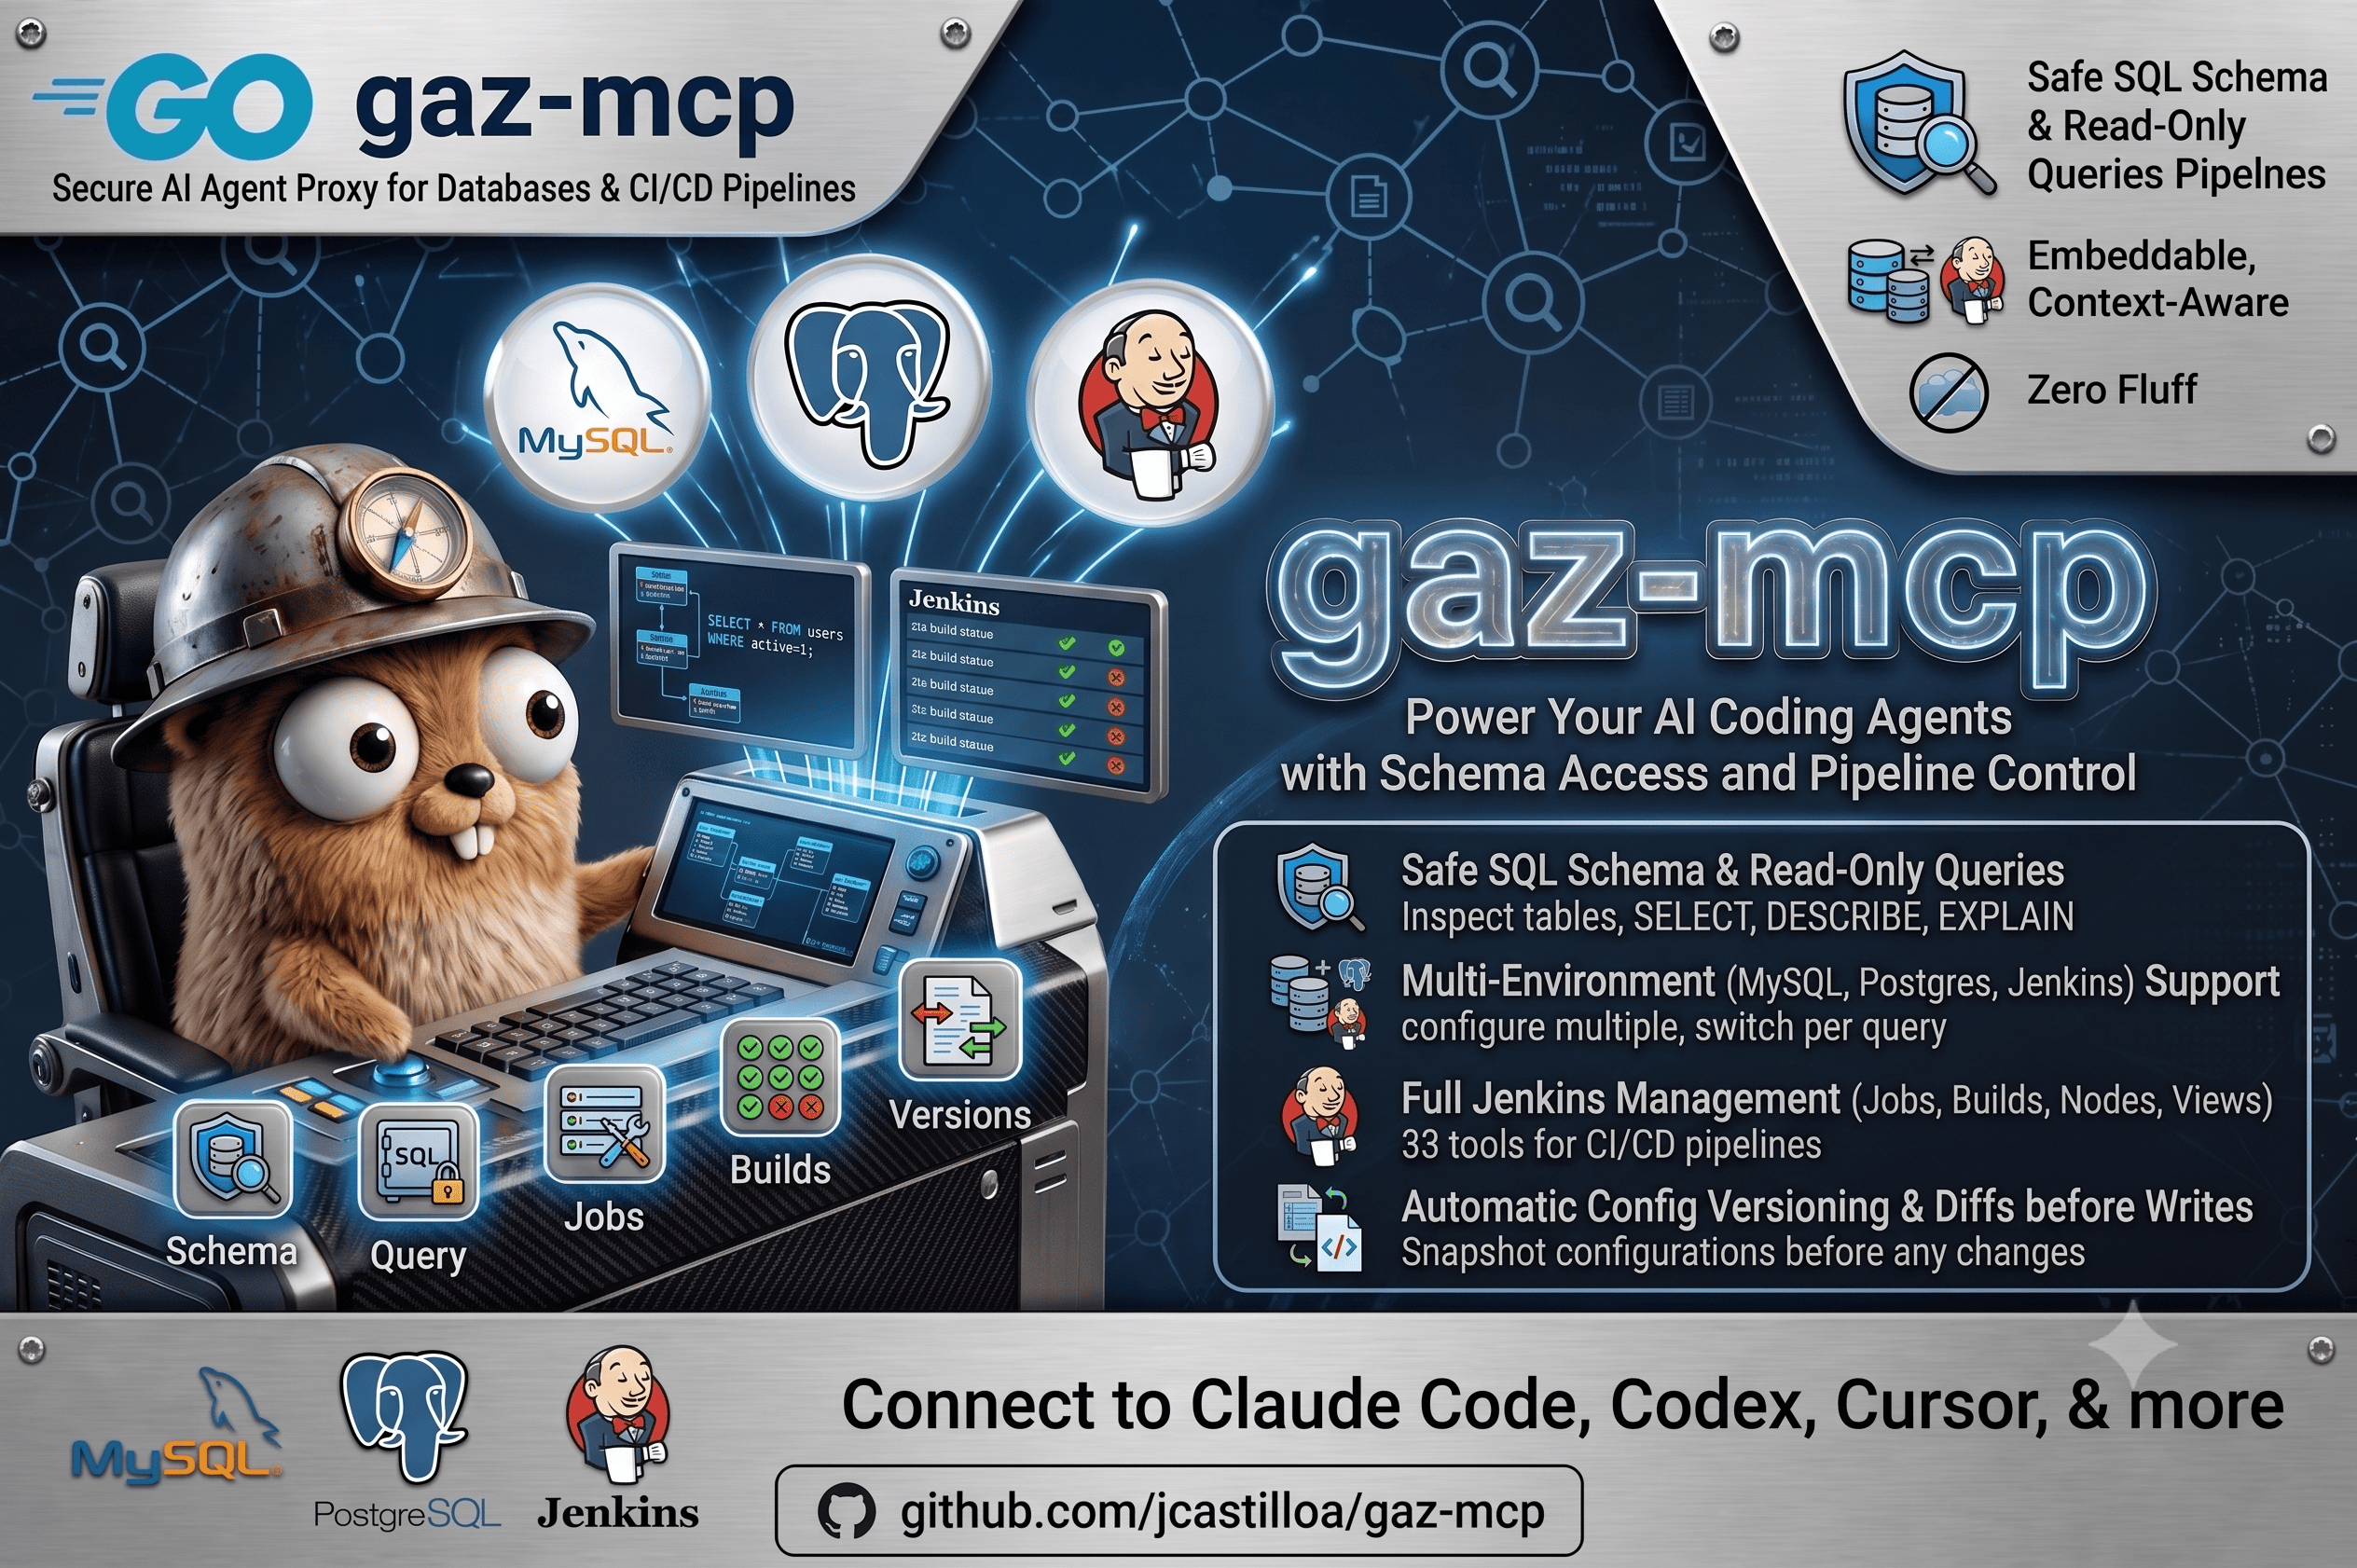 GO gaz-mcp
Secure AI Agent Proxy for Databases & CI/CD Pipelines
Safe SQL Schema
& Read-Only
Queries Pipelnes
Embeddable,
Context-Aware
Zero Fluff
MySQL
SELECT * FROM users
WHERE active=1;
Jenkins
2ta build statue
21z build statue
21e build statue
31z build statue
21z build statue
gaz-mcp
Power Your AI Coding Agents
with Schema Access and Pipeline Control
Safe SQL Schema & Read-Only Queries
Inspect tables, SELECT, DESCRIBE, EXPLAIN
Multi-Environment (MySQL, Postgres, Jenkins) Support
configure multiple, switch per query
Full Jenkins Management (Jobs, Builds, Nodes, Views)
33 tools for CI/CD pipelines
Automatic Config Versioning & Diffs before Writes
Snapshot configurations before any changes
SQL
Schema
Query
Jobs
Builds
Versions
MySQL
PostgreSQL
Jenkins
Connect to Claude Code, Codex, Cursor, & more
github.com/jcastilloa/gaz-mcp